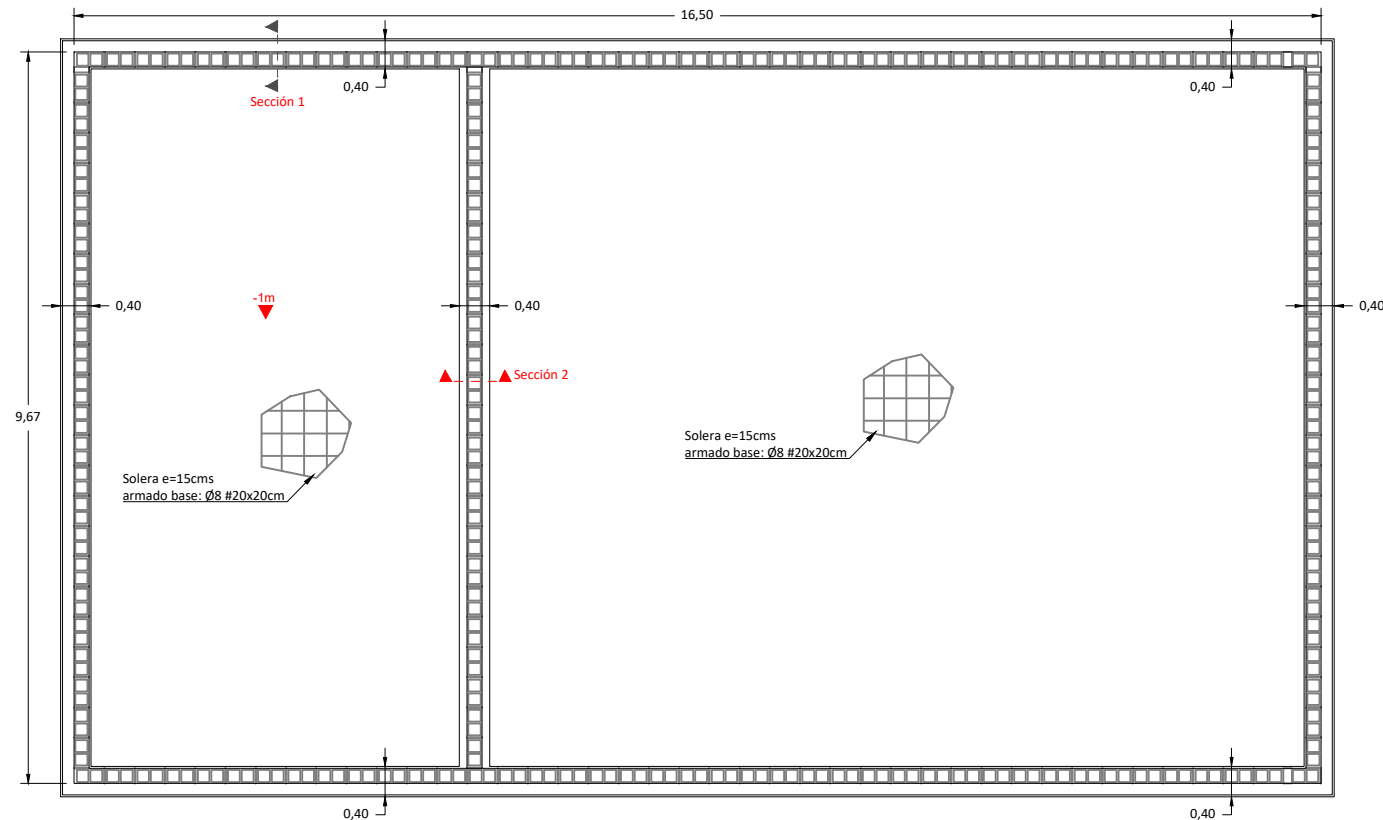 16,50
0,40
0,40
Sección 1
-1m
0,40
0,40
0,40
Sección 2
9,67
Solera e=15cms
armado base: Ø8 #20x20cm
Solera e=15cms
armado base: Ø8 #20x20cm
0,40
0,40